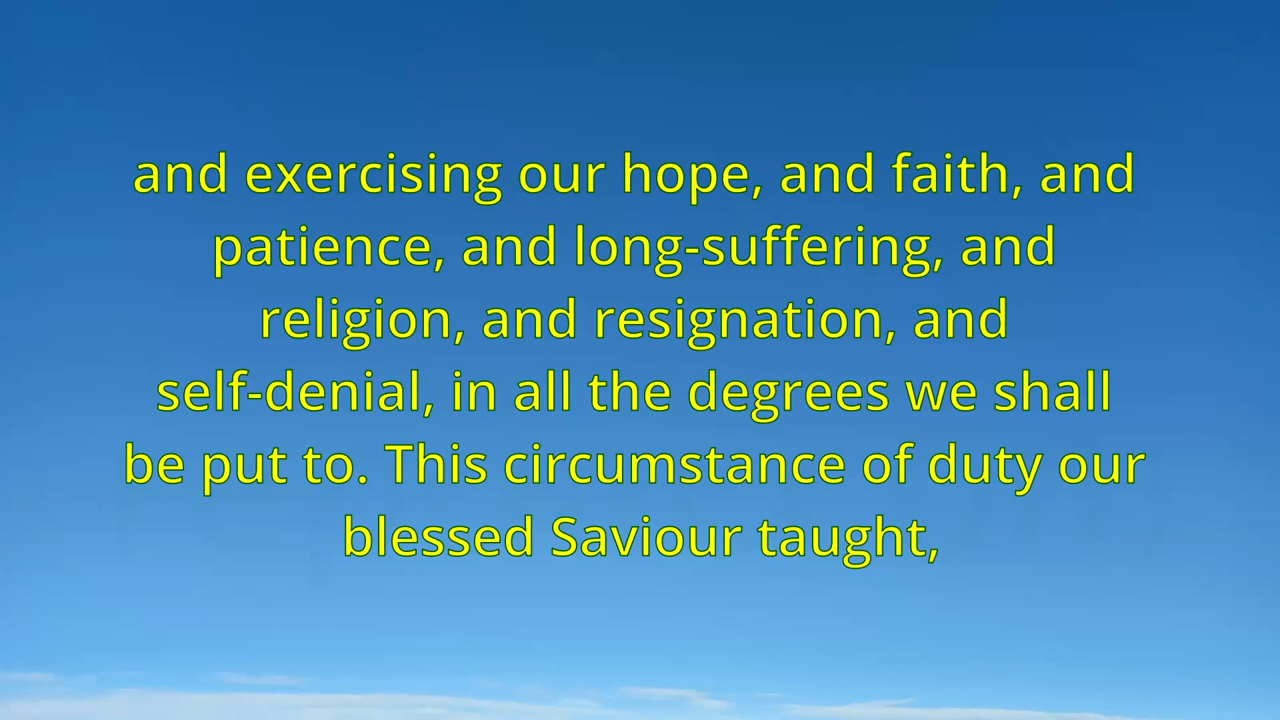 and exercising our hope, and faith, and
patience, and long-suffering, and
religion, and resignation, and
self-denial, in all the degrees we shall
be put to. This circumstance of duty our
blessed Saviour taught,